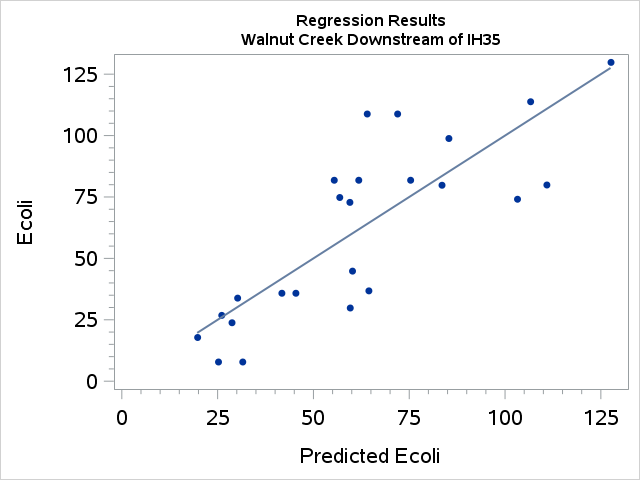 Regression Results
Walnut Creek Downstream of IH35
125
100
75
50
25
0
Ecoli
0 25 50 75 100 125
Predicted Ecoli